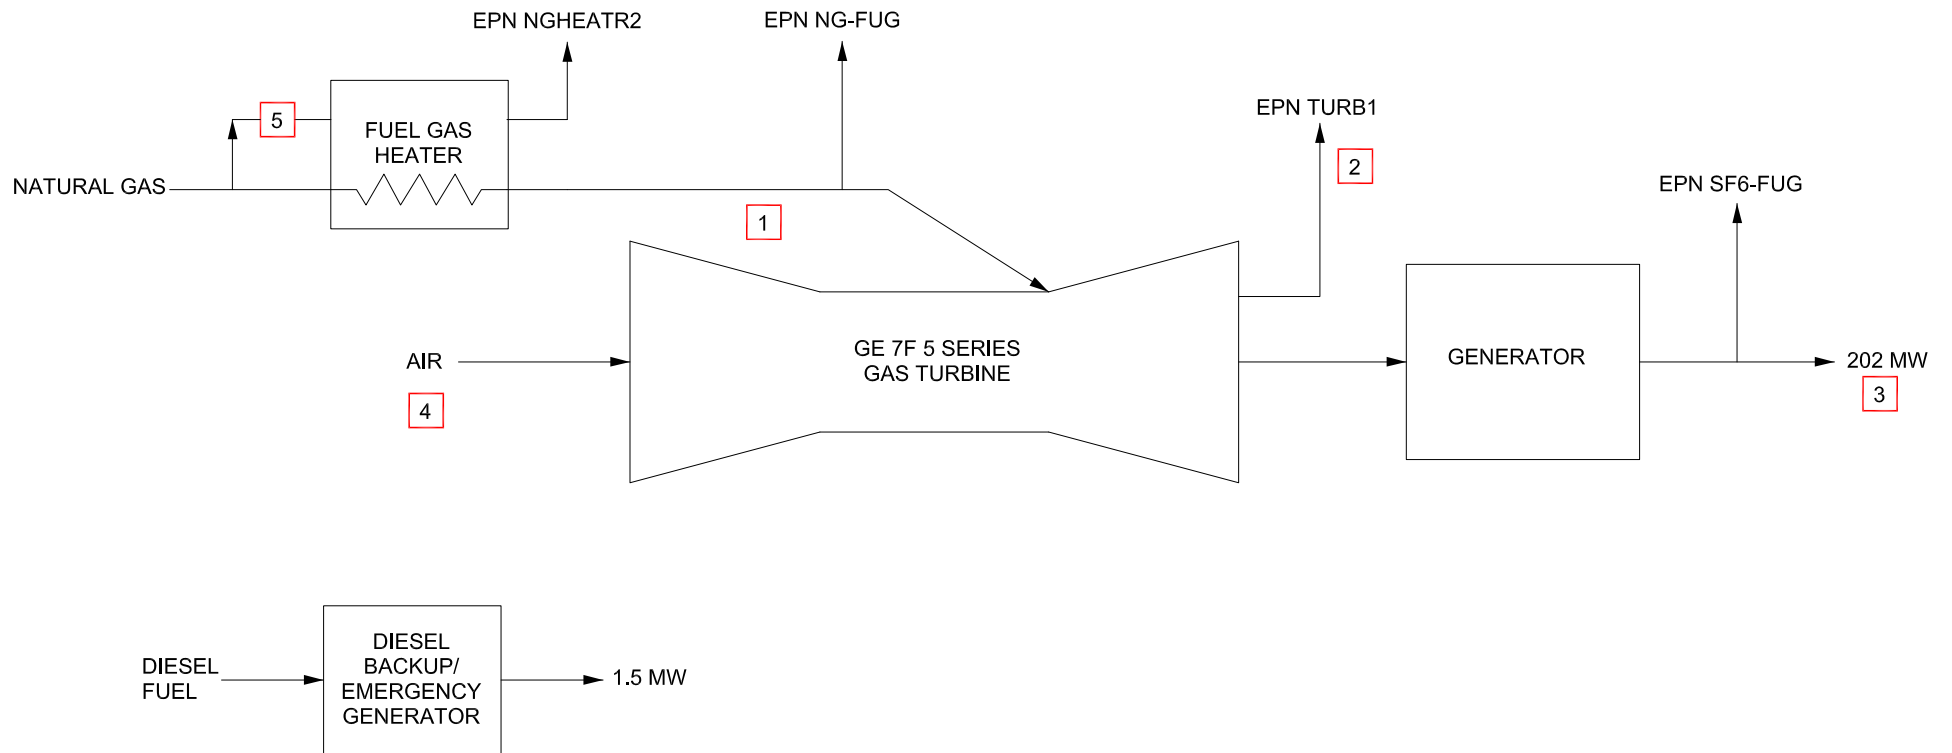 EPN NGHEATR2
EPN NG-FUG
EPN TURB1
5
FUEL GAS
HEATER
2
NATURAL GAS
EPN SF6-FUG
1
GE 7F 5 SERIES
GAS TURBINE
GENERATOR
AIR
202 MW
4
3
DIESEL
FUEL
DIESEL
BACKUP/
EMERGENCY
GENERATOR
1.5 MW